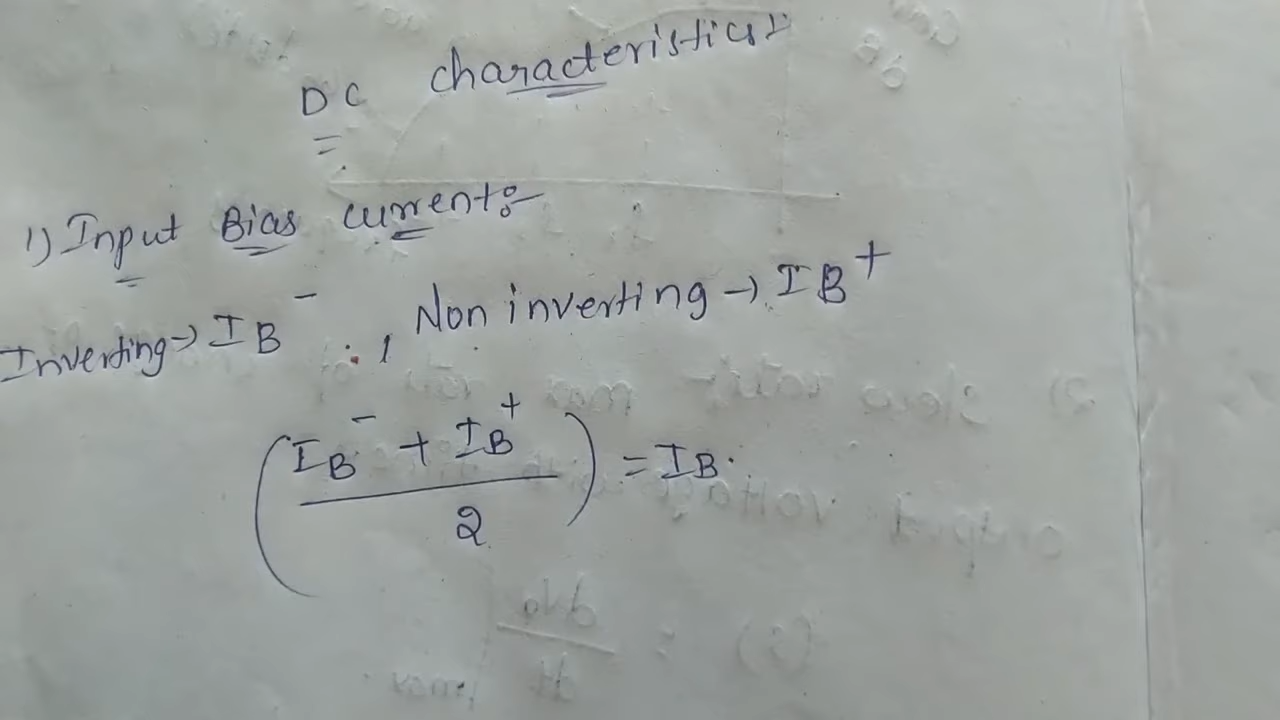 DC characteristics:-
1) Input Bias current:-
Inverting → IB⁻ , Non inverting → IB⁺
(IB⁻ + IB⁺ / 2) = IB.